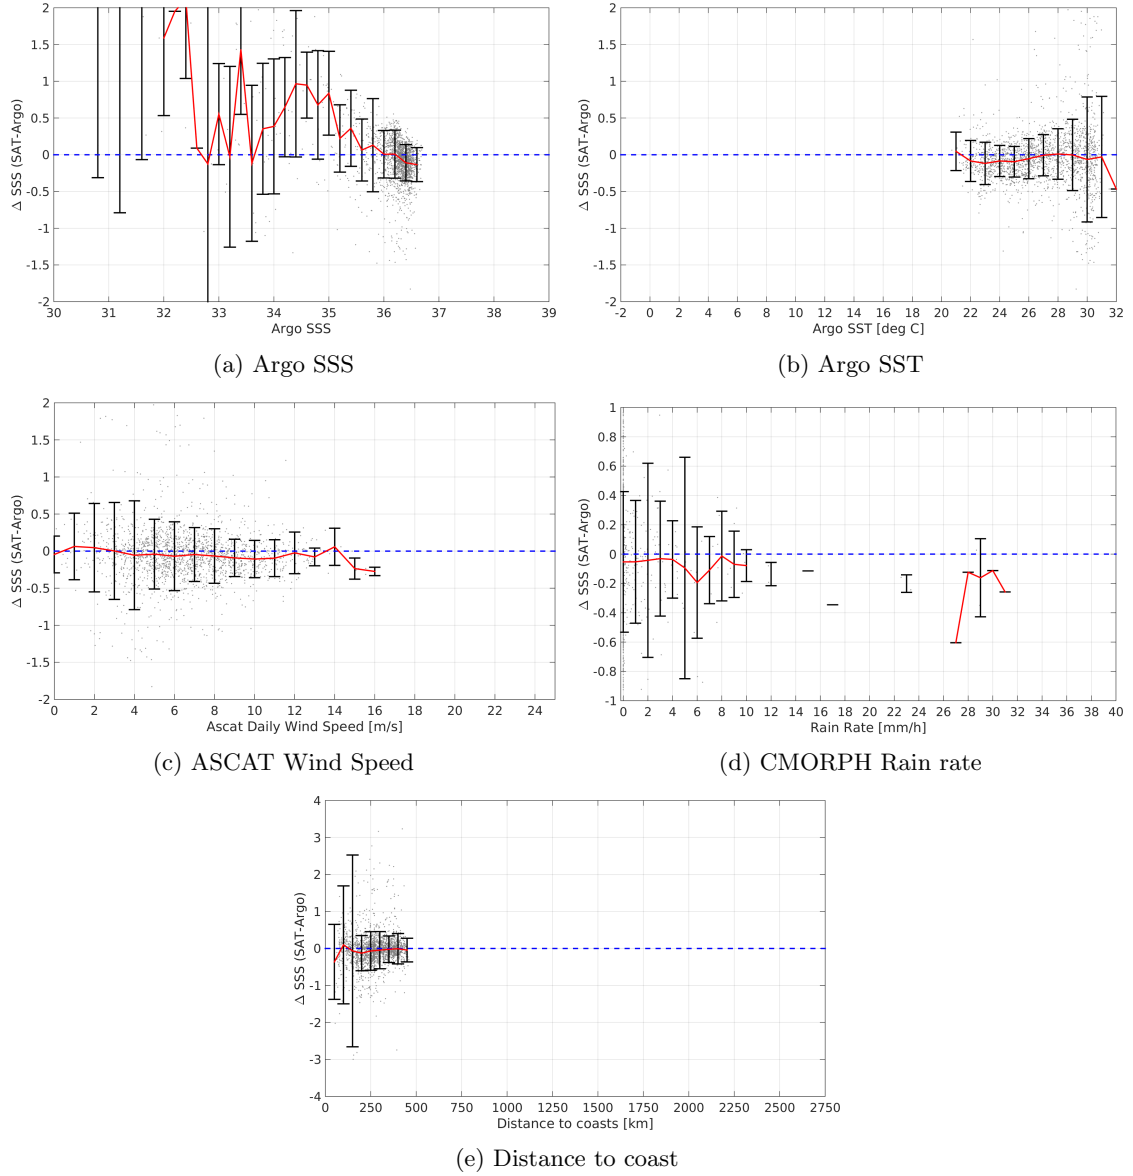 2
1.5
1
0.5
0
-0.5
-1
-1.5
-2
Δ SSS (SAT-Argo)
30 31 32 33 34 35 36 37 38 39
Argo SSS
(a) Argo SSS
2
1.5
1
0.5
0
-0.5
-1
-1.5
-2
Δ SSS (SAT-Argo)
-2 0 2 4 6 8 10 12 14 16 18 20 22 24 26 28 30 32
Argo SST [deg C]
(b) Argo SST
2
1.5
1
0.5
0
-0.5
-1
-1.5
-2
Δ SSS (SAT-Argo)
0 2 4 6 8 10 12 14 16 18 20 22 24
Ascat Daily Wind Speed [m/s]
(c) ASCAT Wind Speed
1
0.8
0.6
0.4
0.2
0
-0.2
-0.4
-0.6
-0.8
-1
Δ SSS (SAT-Argo)
0 2 4 6 8 10 12 14 16 18 20 22 24 26 28 30 32 34 36 38 40
Rain Rate [mm/h]
(d) CMORPH Rain rate
4
3
2
1
0
-1
-2
-3
-4
Δ SSS (SAT-Argo)
0 250 500 750 1000 1250 1500 1750 2000 2250 2500 2750
Distance to coasts [km]
(e) Distance to coast